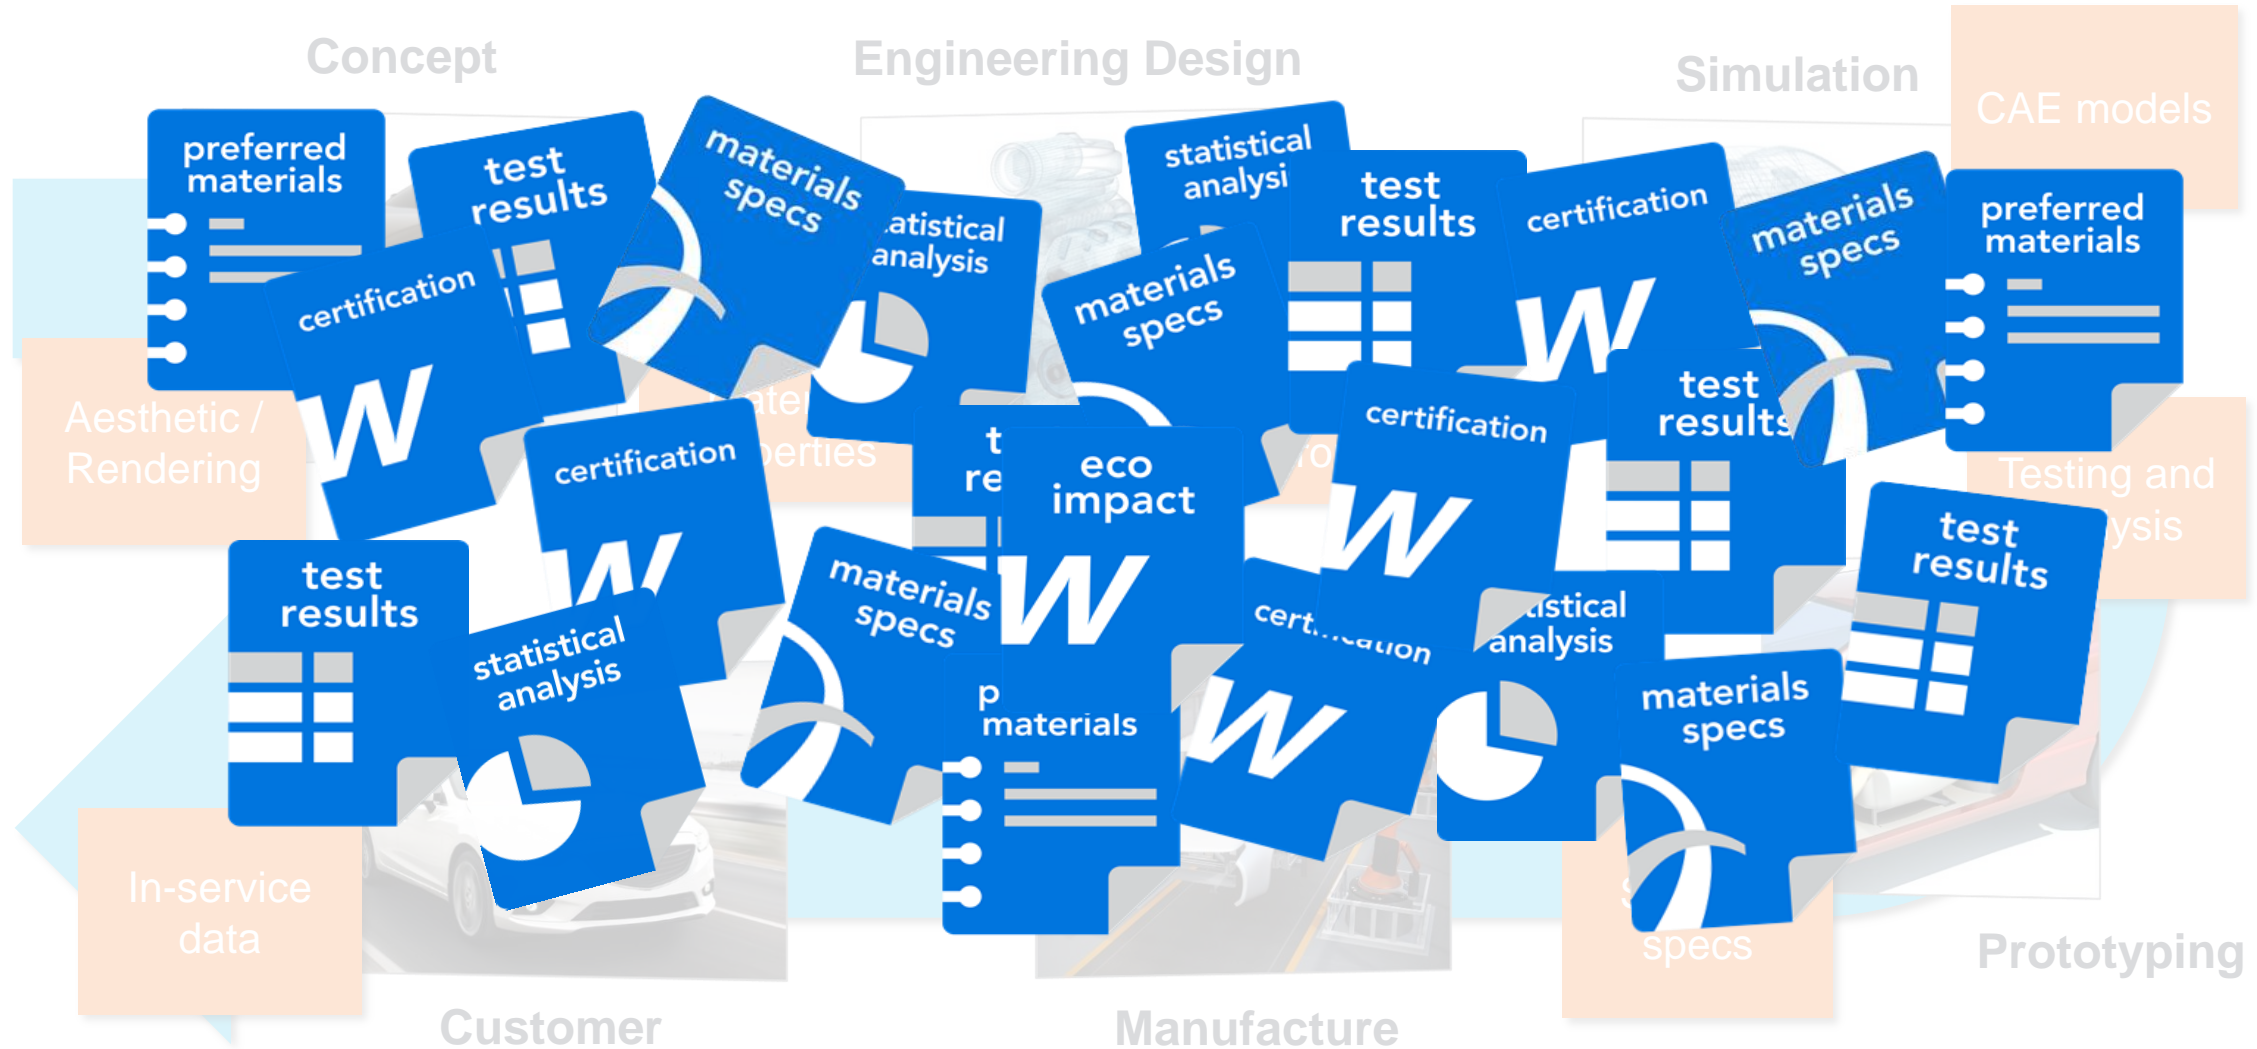 Concept
Engineering Design
Simulation
CAE models
preferred
materials
test
results
materials
specs
analysis
statistical
test
results
certification
materials
specs
preferred
materials
certification
materials
specs
Aesthetic /
Rendering
certification
eco
impact
certification
test
results
Testing and
test
results
test
results
statistical
analysis
materials
specs
materials
analysis
materials
specs
In-service
data
specs
Prototyping
Customer
Manufacture